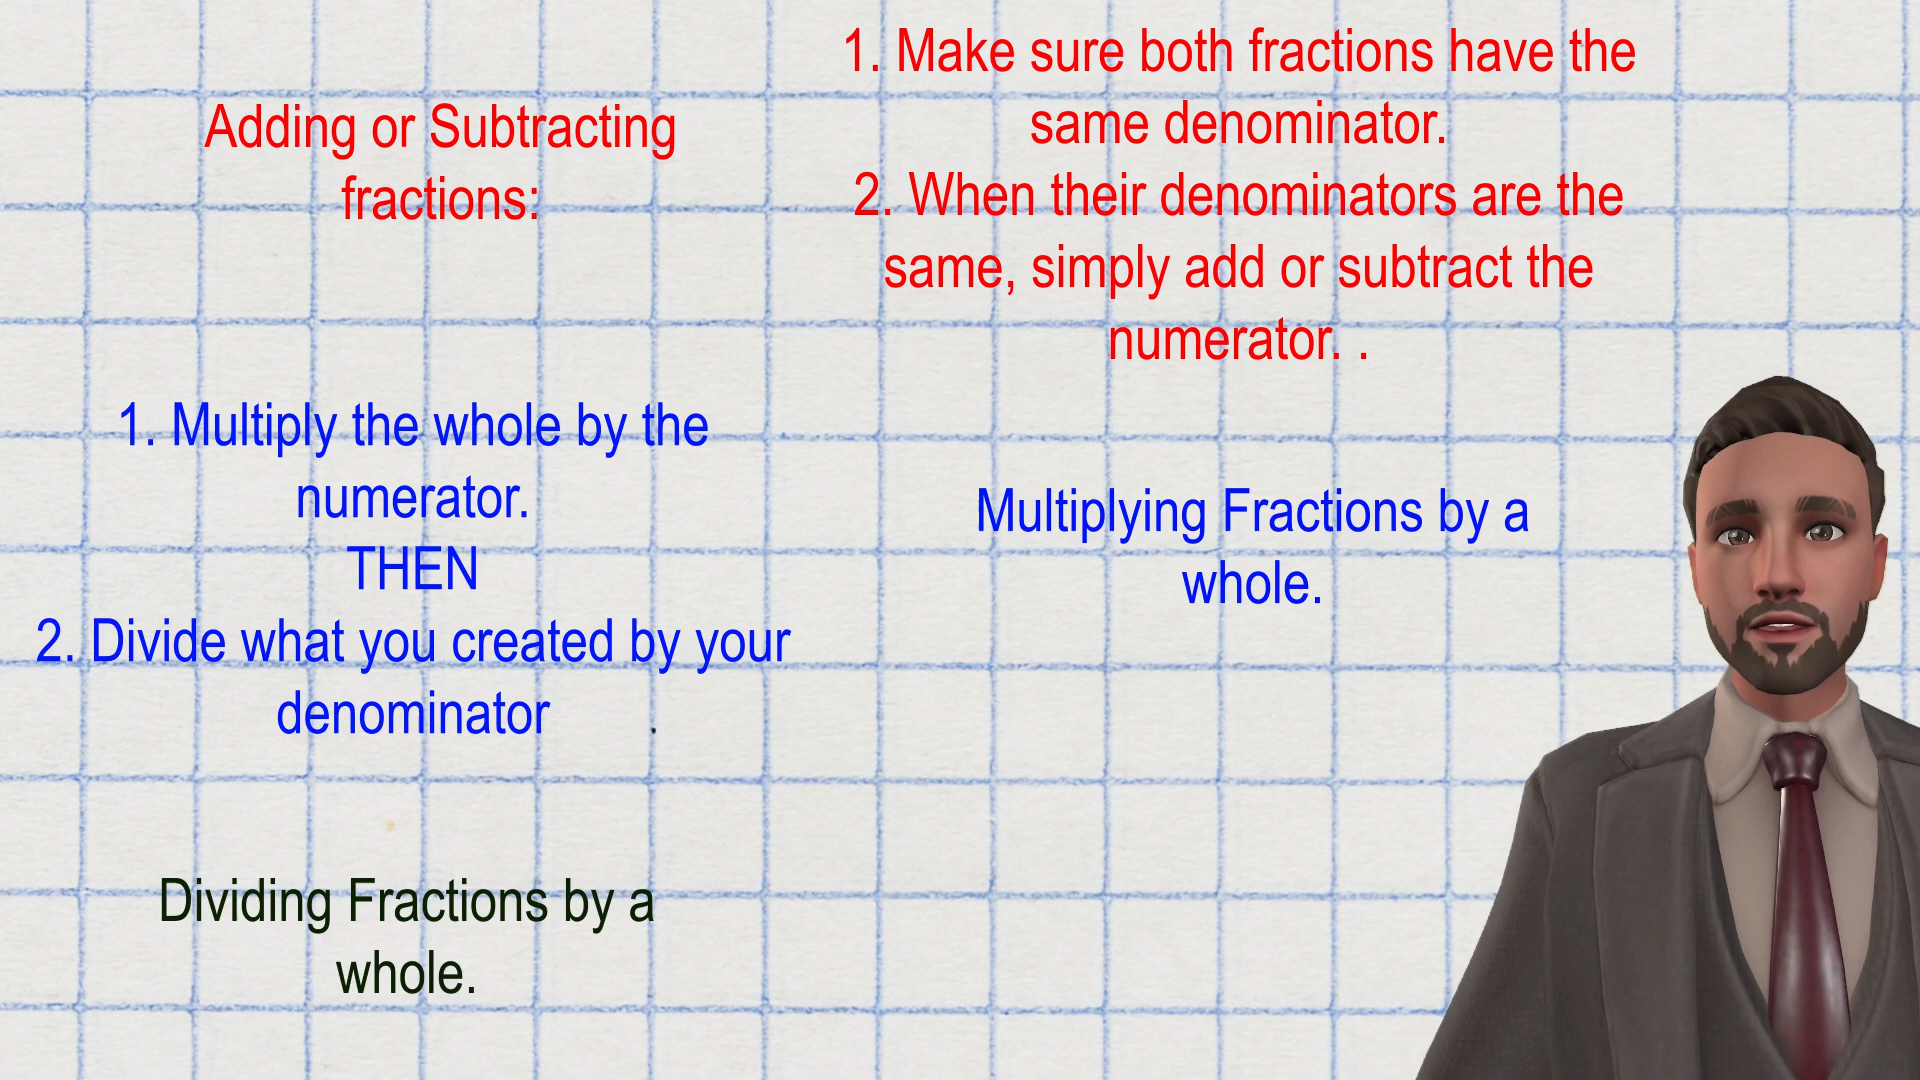 Adding or Subtracting
fractions:
1. Make sure both fractions have the
same denominator.
2. When their denominators are the
same, simply add or subtract the
numerator. .
1. Multiply the whole by the
numerator.
THEN
2. Divide what you created by your
denominator .
Multiplying Fractions by a
whole.
Dividing Fractions by a
whole.